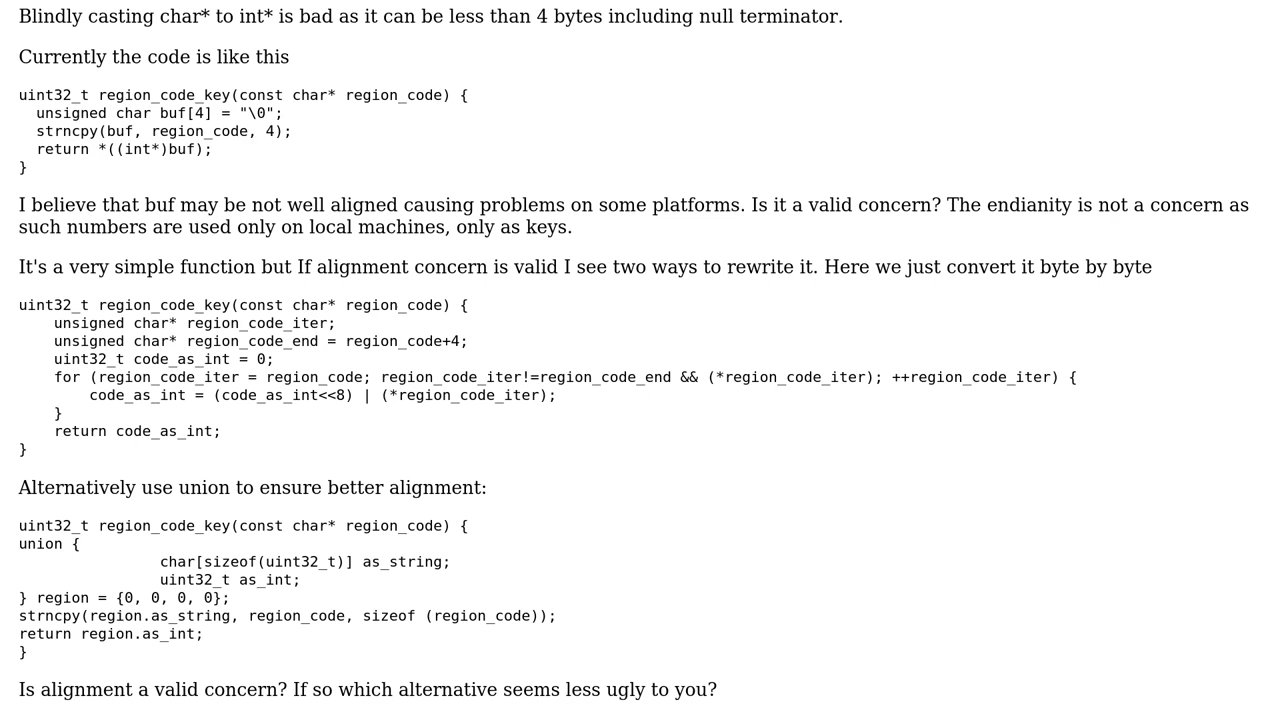 Blindly casting char* to int* is bad as it can be less than 4 bytes including null terminator.
Currently the code is like this
uint32_t region_code_key(const char* region_code) {
  unsigned char buf[4] = "\0";
  strncpy(buf, region_code, 4);
  return *((int*)buf);
}
I believe that buf may be not well aligned causing problems on some platforms. Is it a valid concern? The endianity is not a concern as
such numbers are used only on local machines, only as keys.
It's a very simple function but If alignment concern is valid I see two ways to rewrite it. Here we just convert it byte by byte
uint32_t region_code_key(const char* region_code) {
    unsigned char* region_code_iter;
    unsigned char* region_code_end = region_code+4;
    uint32_t code_as_int = 0;
    for (region_code_iter = region_code; region_code_iter!=region_code_end && (*region_code_iter); ++region_code_iter) {
        code_as_int = (code_as_int<<8) | (*region_code_iter);
    }
    return code_as_int;
}
Alternatively use union to ensure better alignment:
uint32_t region_code_key(const char* region_code) {
union {
                char[sizeof(uint32_t)] as_string;
                uint32_t as_int;
} region = {0, 0, 0, 0};
strncpy(region.as_string, region_code, sizeof (region_code));
return region.as_int;
}
Is alignment a valid concern? If so which alternative seems less ugly to you?